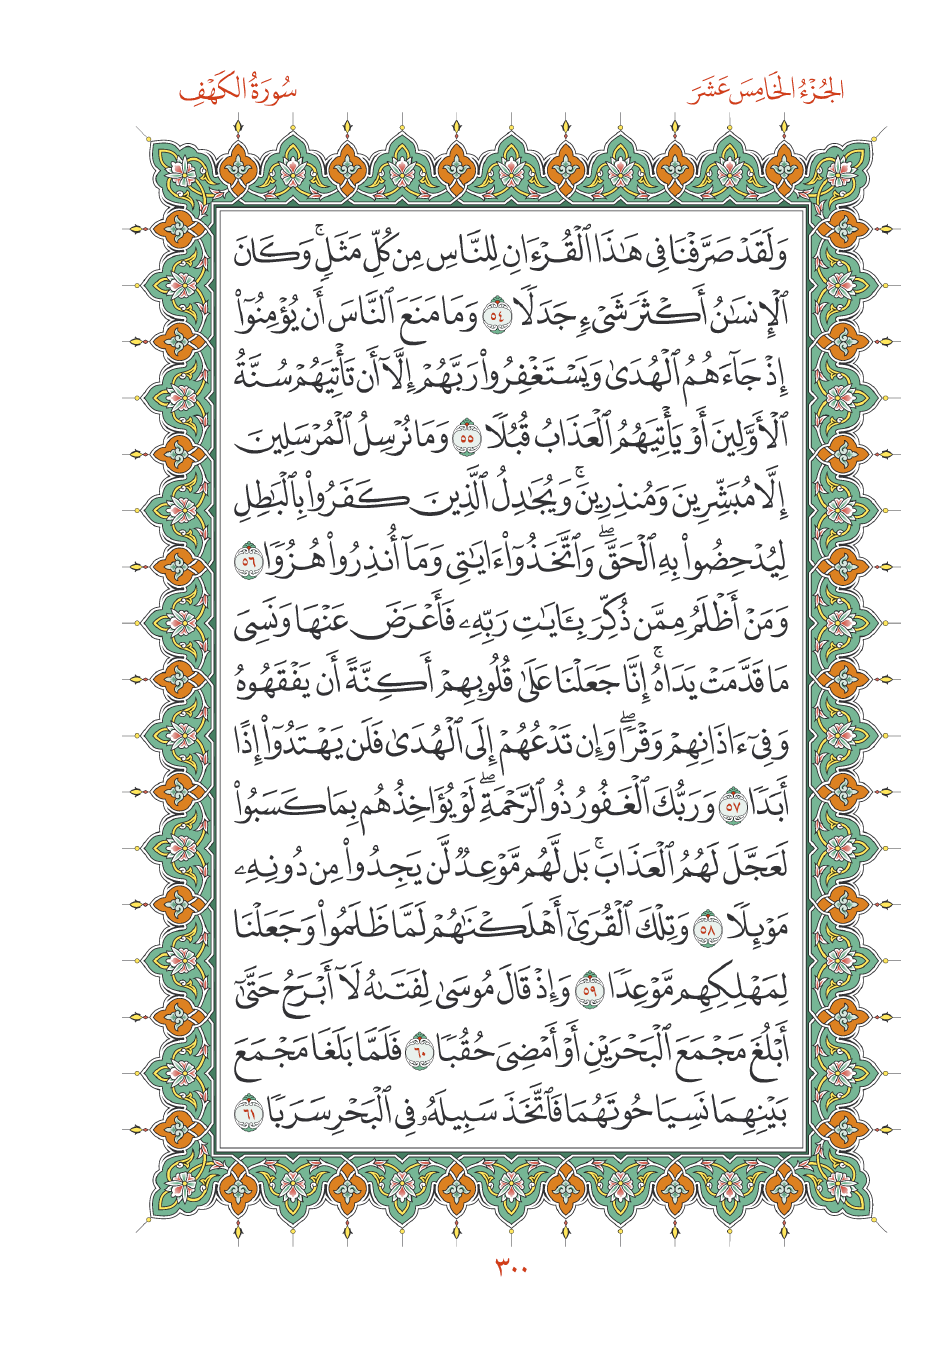 الجُزْءُ الخَامِسَ عَشَرَ
سُورَةُ الكَهْفِ
وَلَقَدْ صَرَّفْنَا فِي هَٰذَا ٱلْقُرْءَانِ لِلنَّاسِ مِن كُلِّ مَثَلٖۚ وَكَانَ
ٱلْإِنسَٰنُ أَكْثَرَ شَيْءٖ جَدَلٗا ٥٤ وَمَا مَنَعَ ٱلنَّاسَ أَن يُؤْمِنُوٓاْ
إِذْ جَآءَهُمُ ٱلْهُدَىٰ وَيَسْتَغْفِرُواْ رَبَّهُمْ إِلَّآ أَن تَأْتِيَهُمْ سُنَّةُ
ٱلْأَوَّلِينَ أَوْ يَأْتِيَهُمُ ٱلْعَذَابُ قُبُلٗا ٥٥ وَمَا نُرْسِلُ ٱلْمُرْسَلِينَ
إِلَّا مُبَشِّرِينَ وَمُنذِرِينَۚ وَيُجَٰدِلُ ٱلَّذِينَ كَفَرُواْ بِٱلْبَٰطِلِ
لِيُدْحِضُواْ بِهِ ٱلْحَقَّۖ وَٱتَّخَذُوٓاْ ءَايَٰتِي وَمَآ أُنذِرُواْ هُزُوٗا ٥٦
وَمَنْ أَظْلَمُ مِمَّن ذُكِّرَ بِـَٔايَٰتِ رَبِّهِۦ فَأَعْرَضَ عَنْهَا وَنَسِيَ
مَا قَدَّمَتْ يَدَاهُۚ إِنَّا جَعَلْنَا عَلَىٰ قُلُوبِهِمْ أَكِنَّةً أَن يَفْقَهُوهُ
وَفِيٓ ءَاذَانِهِمْ وَقْرٗاۖ وَإِن تَدْعُهُمْ إِلَى ٱلْهُدَىٰ فَلَن يَهْتَدُوٓاْ إِذًا
أَبَدٗا ٥٧ وَرَبُّكَ ٱلْغَفُورُ ذُو ٱلرَّحْمَةِۖ لَوْ يُؤَاخِذُهُم بِمَا كَسَبُواْ
لَعَجَّلَ لَهُمُ ٱلْعَذَابَۚ بَل لَّهُم مَّوْعِدٞ لَّن يَجِدُواْ مِن دُونِهِۦ
مَوْئِلٗا ٥٨ وَتِلْكَ ٱلْقُرَىٰٓ أَهْلَكْنَٰهُمْ لَمَّا ظَلَمُواْ وَجَعَلْنَا
لِمَهْلِكِهِم مَّوْعِدٗا ٥٩ وَإِذْ قَالَ مُوسَىٰ لِفَتَىٰهُ لَآ أَبْرَحُ حَتَّىٰٓ
أَبْلُغَ مَجْمَعَ ٱلْبَحْرَيْنِ أَوْ أَمْضِيَ حُقُبٗا ٦٠ فَلَمَّا بَلَغَا مَجْمَعَ
بَيْنِهِمَا نَسِيَا حُوتَهُمَا فَٱتَّخَذَ سَبِيلَهُۥ فِي ٱلْبَحْرِ سَرَبٗا ٦١
٣٠٠